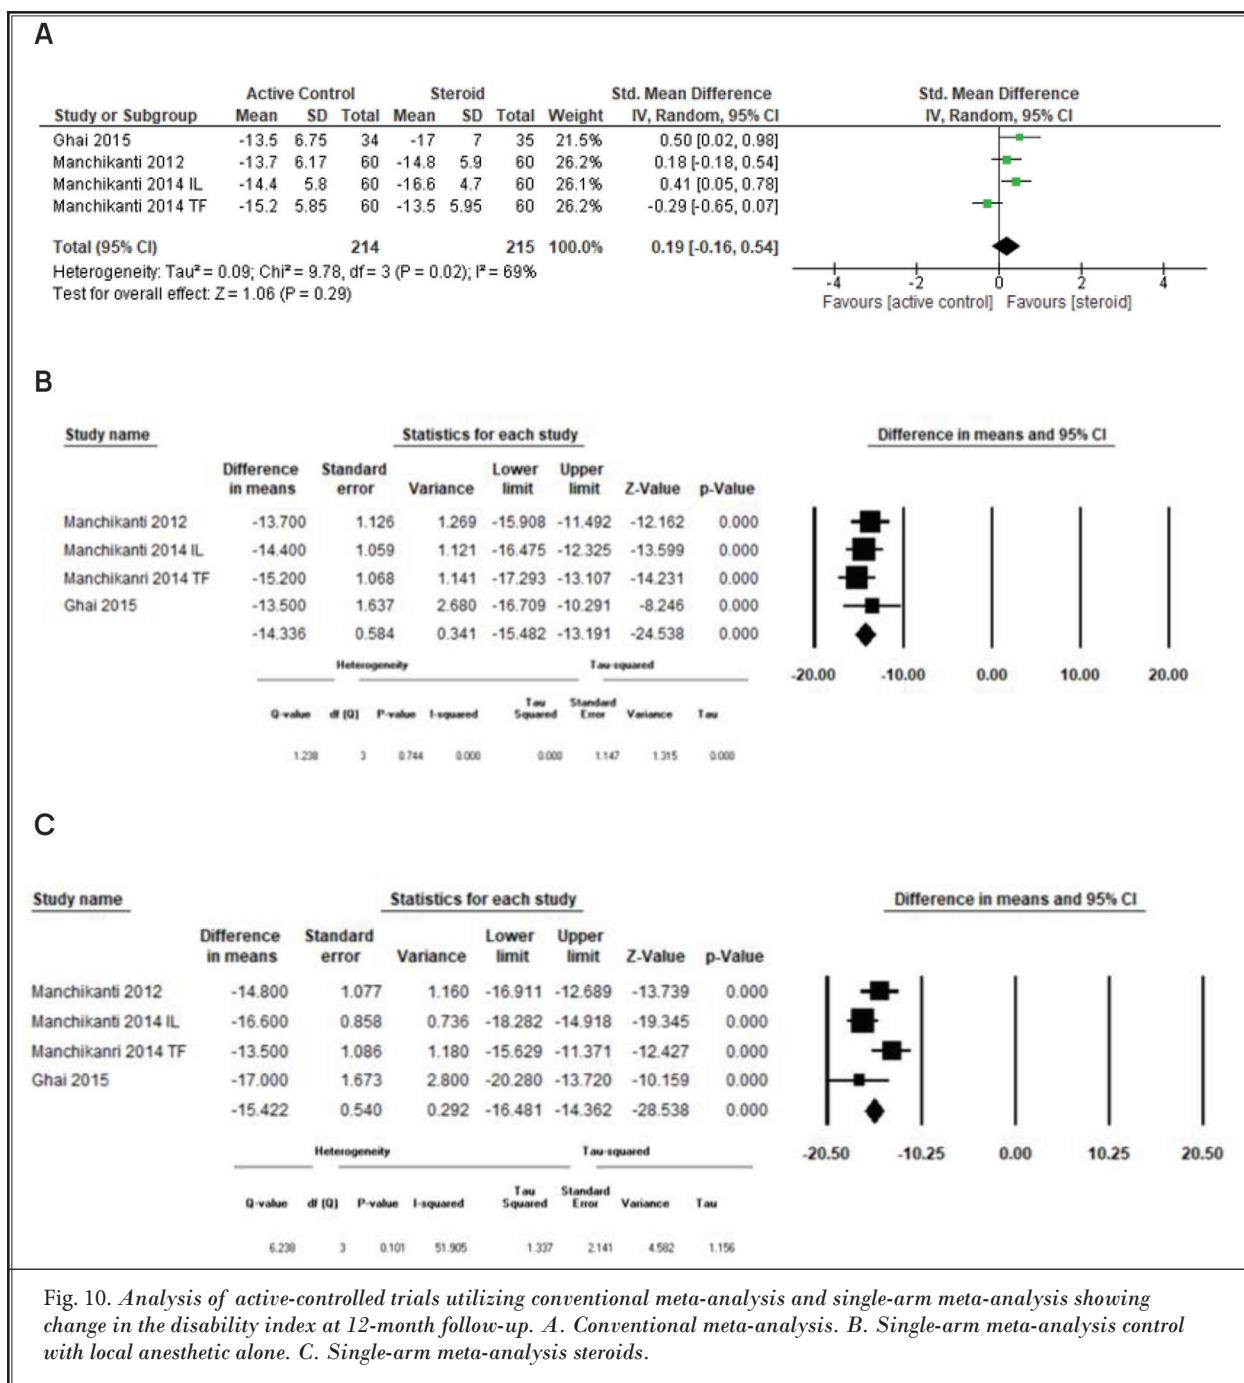 A
Active Control Steroid Std. Mean Difference Std. Mean Difference
Study or Subgroup Mean SD Total Mean SD Total Weight IV, Random, 95% CI IV, Random, 95% CI
Ghai 2015 -13.5 6.75 34 -17 7 35 21.5% 0.50 [0.02, 0.98]
Manchikanti 2012 -13.7 6.17 60 -14.8 5.9 60 26.2% 0.18 [-0.18, 0.54]
Manchikanti 2014 IL -14.4 5.8 60 -16.6 4.7 60 26.1% 0.41 [0.05, 0.78]
Manchikanti 2014 TF -15.2 5.85 60 -13.5 5.95 60 26.2% -0.29 [-0.65, 0.07]
Total (95% CI) 214 215 100.0% 0.19 [-0.16, 0.54]
Heterogeneity: Tau² = 0.09; Chi² = 9.78, df = 3 (P = 0.02); I² = 69%
Test for overall effect: Z = 1.06 (P = 0.29)
-4 -2 0 2 4
Favours [active control] Favours [steroid]
B
Study name Statistics for each study Difference in means and 95% CI
Difference Standard Lower Upper
in means error Variance limit limit Z-Value p-Value
Manchikanti 2012 -13.700 1.126 1.269 -15.908 -11.492 -12.162 0.000
Manchikanti 2014 IL -14.400 1.059 1.121 -16.475 -12.325 -13.599 0.000
Manchikanri 2014 TF -15.200 1.068 1.141 -17.293 -13.107 -14.231 0.000
Ghai 2015 -13.500 1.637 2.680 -16.709 -10.291 -8.246 0.000
-14.336 0.584 0.341 -15.482 -13.191 -24.538 0.000
-20.00 -10.00 0.00 10.00 20.00
Heterogeneity Tau-squared
Tau Standard
Q-value df (Q) P-value I-squared Squared Error Variance Tau
1.238 3 0.744 0.000 0.000 1.147 1.315 0.000
C
Study name Statistics for each study Difference in means and 95% CI
Difference Standard Lower Upper
in means error Variance limit limit Z-Value p-Value
Manchikanti 2012 -14.800 1.077 1.160 -16.911 -12.689 -13.739 0.000
Manchikanti 2014 IL -16.600 0.858 0.736 -18.282 -14.918 -19.345 0.000
Manchikanri 2014 TF -13.500 1.086 1.180 -15.629 -11.371 -12.427 0.000
Ghai 2015 -17.000 1.673 2.800 -20.280 -13.720 -10.159 0.000
-15.422 0.540 0.292 -16.481 -14.362 -28.538 0.000
-20.50 -10.25 0.00 10.25 20.50
Heterogeneity Tau-squared
Tau Standard
Q-value df (Q) P-value I-squared Squared Error Variance Tau
6.238 3 0.101 51.905 1.337 2.141 4.582 1.156
Fig. 10. Analysis of active-controlled trials utilizing conventional meta-analysis and single-arm meta-analysis showing
change in the disability index at 12-month follow-up. A. Conventional meta-analysis. B. Single-arm meta-analysis control
with local anesthetic alone. C. Single-arm meta-analysis steroids.